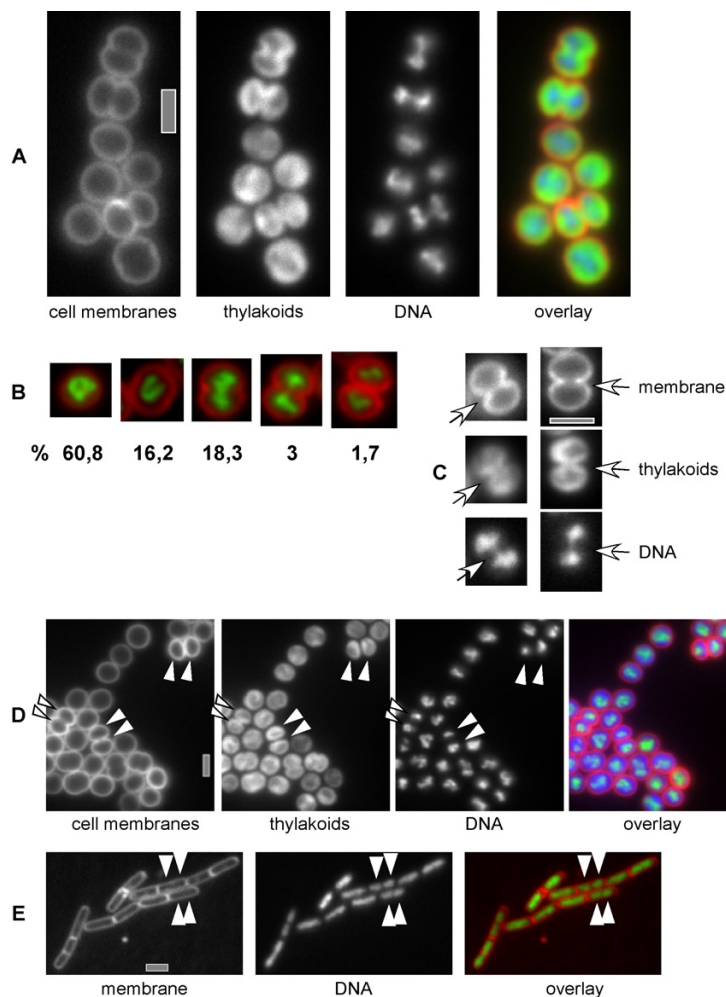 A
cell membranes thylakoids DNA overlay
B
% 60,8 16,2 18,3 3 1,7
C
membrane
thylakoids
DNA
D
cell membranes thylakoids DNA overlay
E
membrane DNA overlay